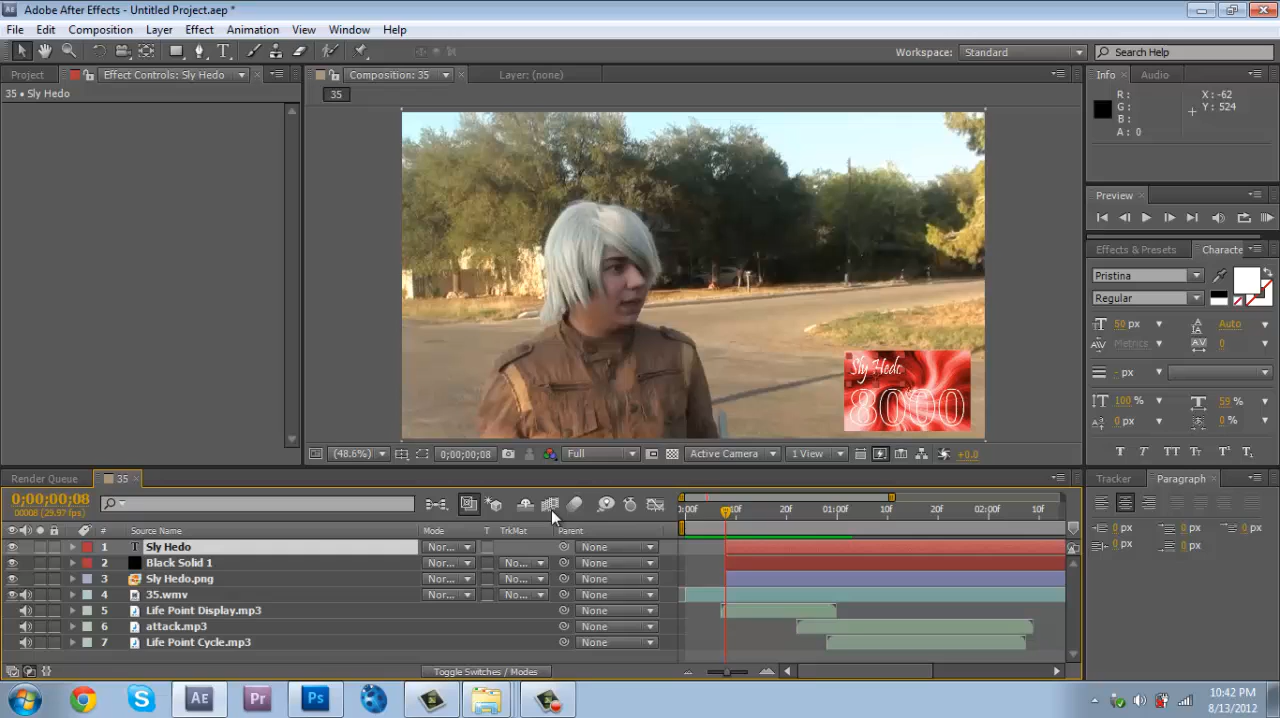 Adobe After Effects - Untitled Project.aep *
File Edit Composition Layer Effect Animation View Window Help
Workspace: Standard Search Help
Project Effect Controls: Sly Hedo Composition: 35 Layer: (none) Info Audio
35 • Sly Hedo
35
R : X : -62
G : Y : 524
B :
A : 0
Preview
Effects & Presets Characte
Pristina
Regular
50 px Auto
Metrics 0
- px
100 % 59 %
0 px 0 %
T T TT Tr
Sly Hedo
8000
(48.6%) 0;00;00;08 Full Active Camera 1 View +0.0
Render Queue 35 Tracker Paragraph
0;00;00;08
00008 (29.97 fps)
:00f 10f 20f 01:00f 10f 20f 02:00f 10f
# Source Name Mode T TrkMat Parent
1 T Sly Hedo Nor... None
2 Black Solid 1 Nor... No... None
3 Sly Hedo.png Nor... No... None
4 35.wmv Nor... No... None
5 Life Point Display.mp3 None
6 attack.mp3 None
7 Life Point Cycle.mp3 None
0 px 0 px 0 px
0 px 0 px
Toggle Switches / Modes
Ae Pr Ps
10:42 PM
8/13/2012